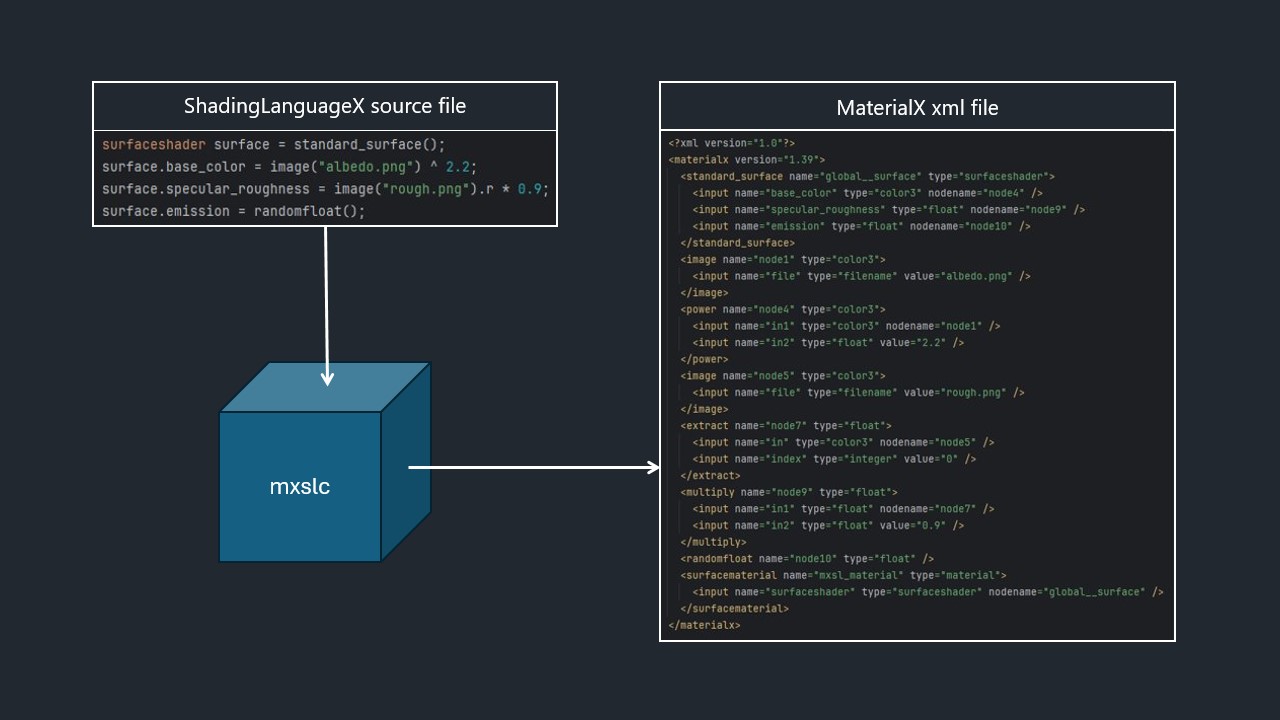 ShadingLanguageX source file
surfaceshader surface = standard_surface();
surface.base_color = image("albedo.png") ^ 2.2;
surface.specular_roughness = image("rough.png").r * 0.9;
surface.emission = randomfloat();
mxslc
MaterialX xml file
<?xml version="1.0"?>
<materialx version="1.39">
<standard_surface name="global__surface" type="surfaceshader">
<input name="base_color" type="color3" nodename="node4" />
<input name="specular_roughness" type="float" nodename="node9" />
<input name="emission" type="float" nodename="node10" />
</standard_surface>
<image name="node1" type="color3">
<input name="file" type="filename" value="albedo.png" />
</image>
<power name="node4" type="color3">
<input name="in1" type="color3" nodename="node1" />
<input name="in2" type="float" value="2.2" />
</power>
<image name="node5" type="color3">
<input name="file" type="filename" value="rough.png" />
</image>
<extract name="node7" type="float">
<input name="in" type="color3" nodename="node5" />
<input name="index" type="integer" value="0" />
</extract>
<multiply name="node9" type="float">
<input name="in1" type="float" nodename="node7" />
<input name="in2" type="float" value="0.9" />
</multiply>
<randomfloat name="node10" type="float" />
<surfacematerial name="mxsl_material" type="material">
<input name="surfaceshader" type="surfaceshader" nodename="global__surface" />
</surfacematerial>
</materialx>